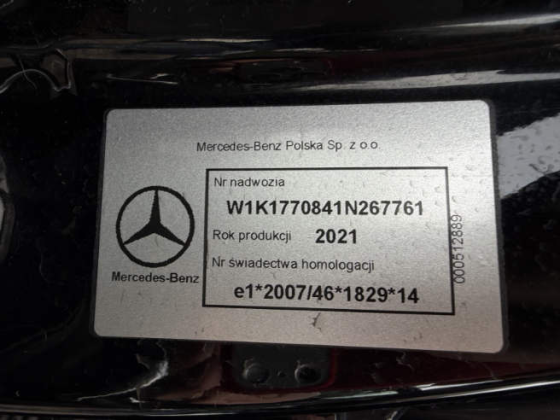 Mercedes-Benz Polska Sp. z o.o.
Nr nadwozia
W1K1770841N267761
Rok produkcji 2021
Nr świadectwa homologacji
e1*2007/46*1829*14
Mercedes-Benz
000512889